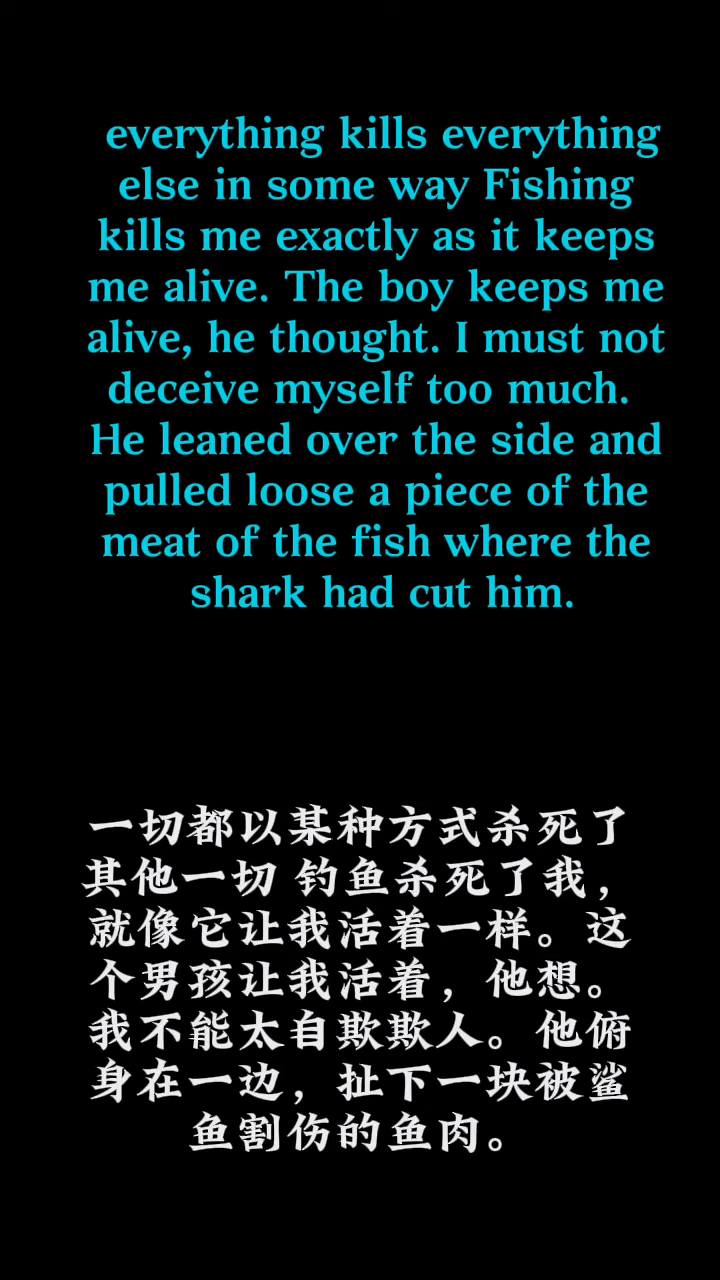 everything kills everything
else in some way Fishing
kills me exactly as it keeps
me alive. The boy keeps me
alive, he thought. I must not
deceive myself too much.
He leaned over the side and
pulled loose a piece of the
meat of the fish where the
shark had cut him.
一切都以某种方式杀死了
其他一切 钓鱼杀死了我，
就像它让我活着一样。这
个男孩让我活着，他想。
我不能太自欺欺人。他俯
身在一边，扯下一块被鲨
鱼割伤的鱼肉。